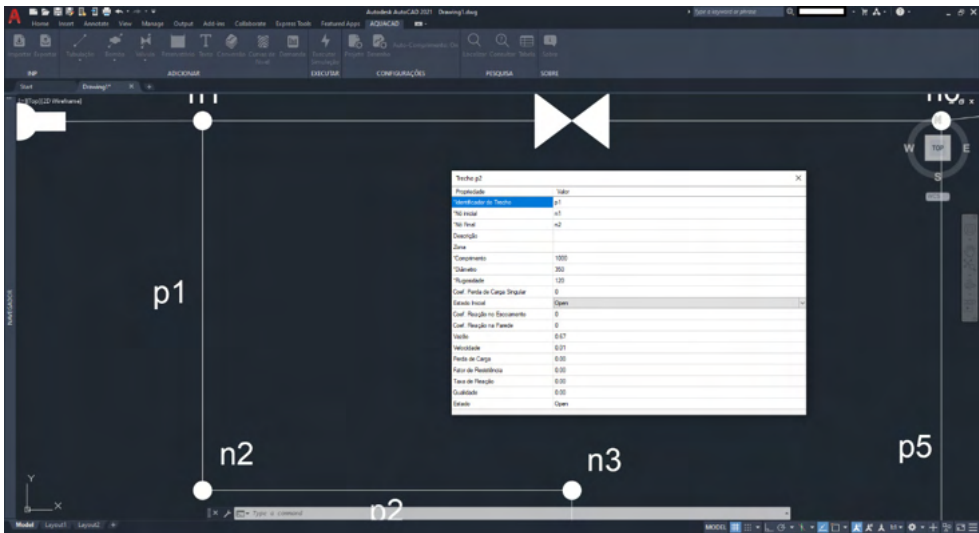 Autodesk AutoCAD 2021 Drawing1.dwg
Type a keyword or phrase
Home Insert Annotate View Manage Output Add-ins Collaborate Express Tools Featured Apps AQUACAD
INP
ADICIONAR
EXECUTAR
CONFIGURAÇÕES
PESQUISA
SOBRE
Start Drawing1*
[-][Top][2D Wireframe]
W TOP E
S
Trecho p2
Propriedade Valor
*Identificador do Trecho p1
*Nó inicial n1
*Nó final n2
Descrição
Zona
*Comprimento 1000
*Diâmetro 350
*Rugosidade 120
Coef. Perda de Carga Singular 0
Estado Inicial Open
Coef. Reação no Escoamento 0
Coef. Reação na Parede 0
Vazão 0.67
Velocidade 0.01
Perda de Carga 0.00
Fator de Resistência 0.00
Taxa de Reação 0.00
Qualidade 0.00
Estado Open
p1
n2
n3
p5
p2
Y
X
Type a command
Model Layout1 Layout2 +
MODEL